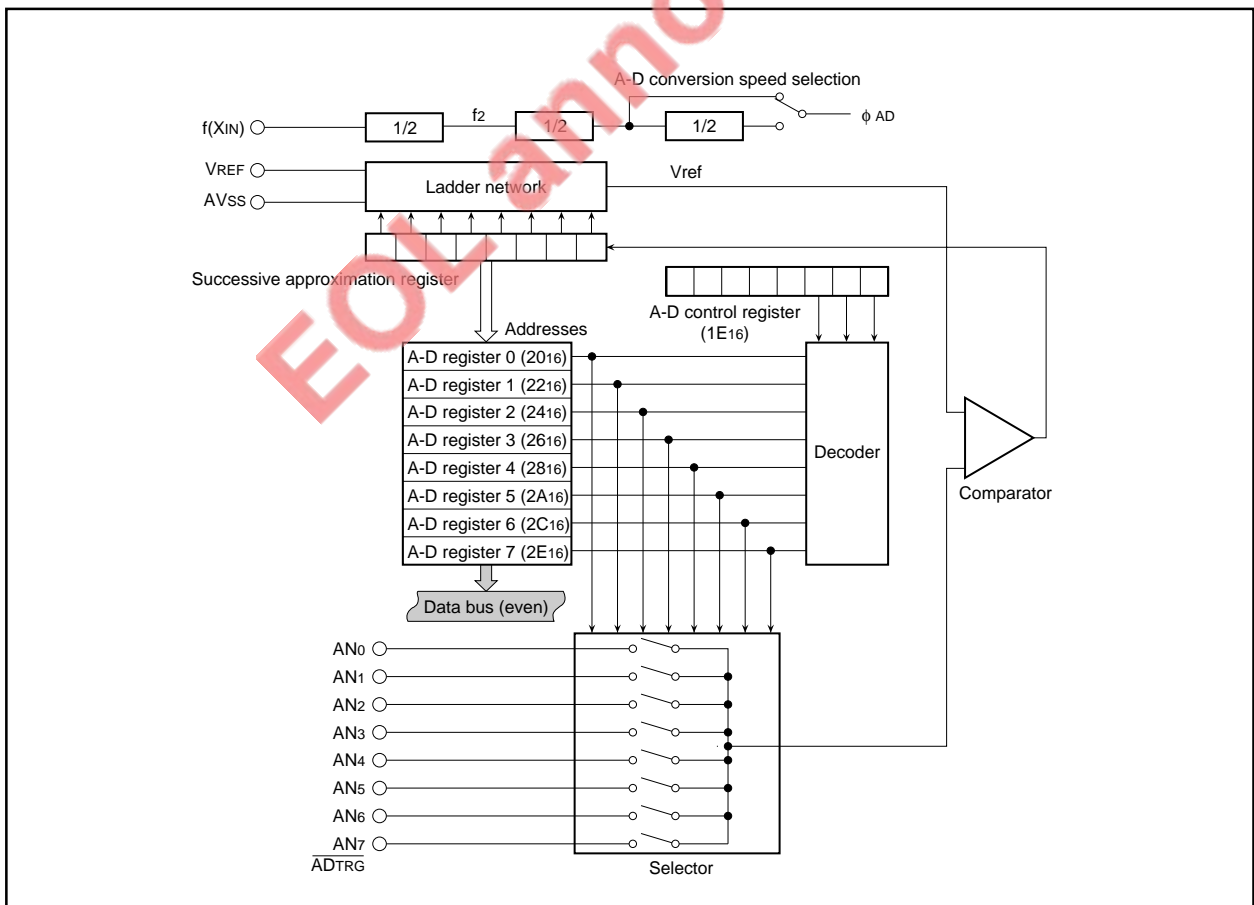 A-D conversion speed selection
f(XIN)
1/2
f2
1/2
1/2
ϕ AD
VREF
AVSS
Ladder network
Vref
Successive approximation register
A-D control register
(1E16)
Addresses
A-D register 0 (2016)
A-D register 1 (2216)
A-D register 2 (2416)
A-D register 3 (2616)
A-D register 4 (2816)
A-D register 5 (2A16)
A-D register 6 (2C16)
A-D register 7 (2E16)
Decoder
Comparator
Data bus (even)
AN0
AN1
AN2
AN3
AN4
AN5
AN6
AN7
ADTRG
Selector
EOL anno